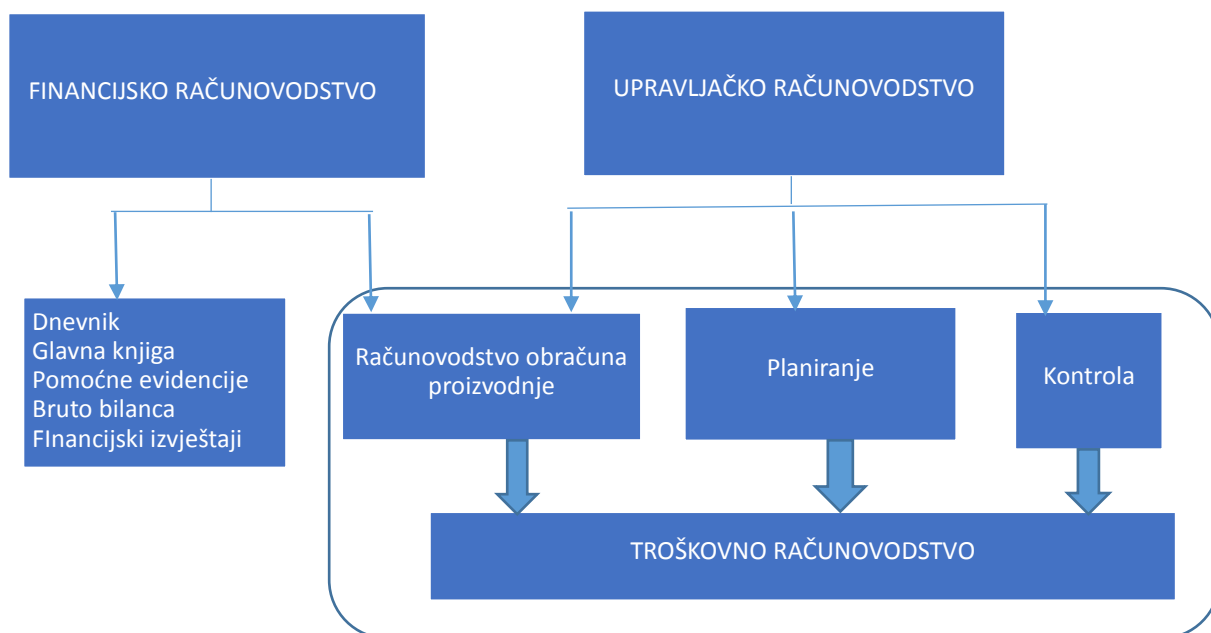 FINANCIJSKO RAČUNOVODSTVO
UPRAVLJAČKO RAČUNOVODSTVO
Dnevnik
Glavna knjiga
Pomoćne evidencije
Bruto bilanca
FInancijski izvještaji
Računovodstvo obračuna
proizvodnje
Planiranje
Kontrola
TROŠKOVNO RAČUNOVODSTVO